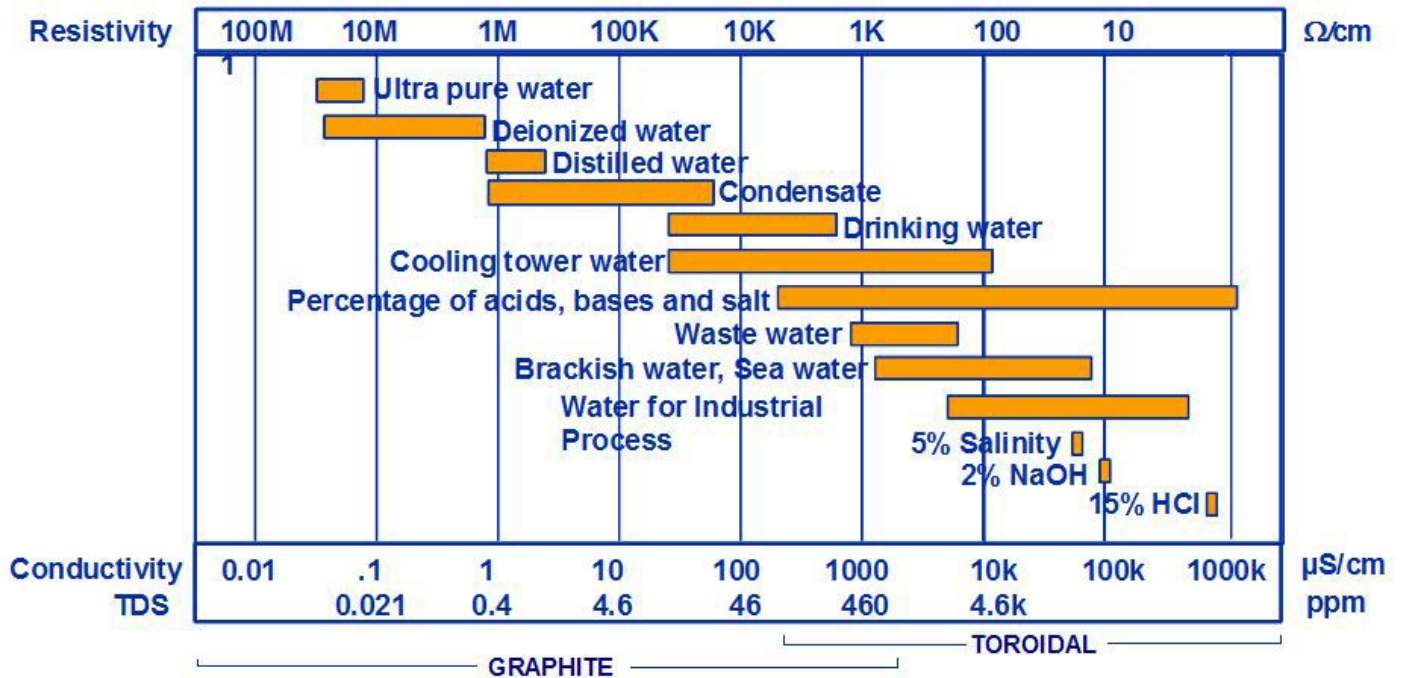 Resistivity 100M 10M 1M 100K 10K 1K 100 10 Ω/cm
1
Ultra pure water
Deionized water
Distilled water
Condensate
Drinking water
Cooling tower water
Percentage of acids, bases and salt
Waste water
Brackish water, Sea water
Water for Industrial
Process
5% Salinity
2% NaOH
15% HCl
Conductivity 0.01 .1 1 10 100 1000 10k 100k 1000k µS/cm
TDS 0.021 0.4 4.6 46 460 4.6k ppm
TOROIDAL
GRAPHITE